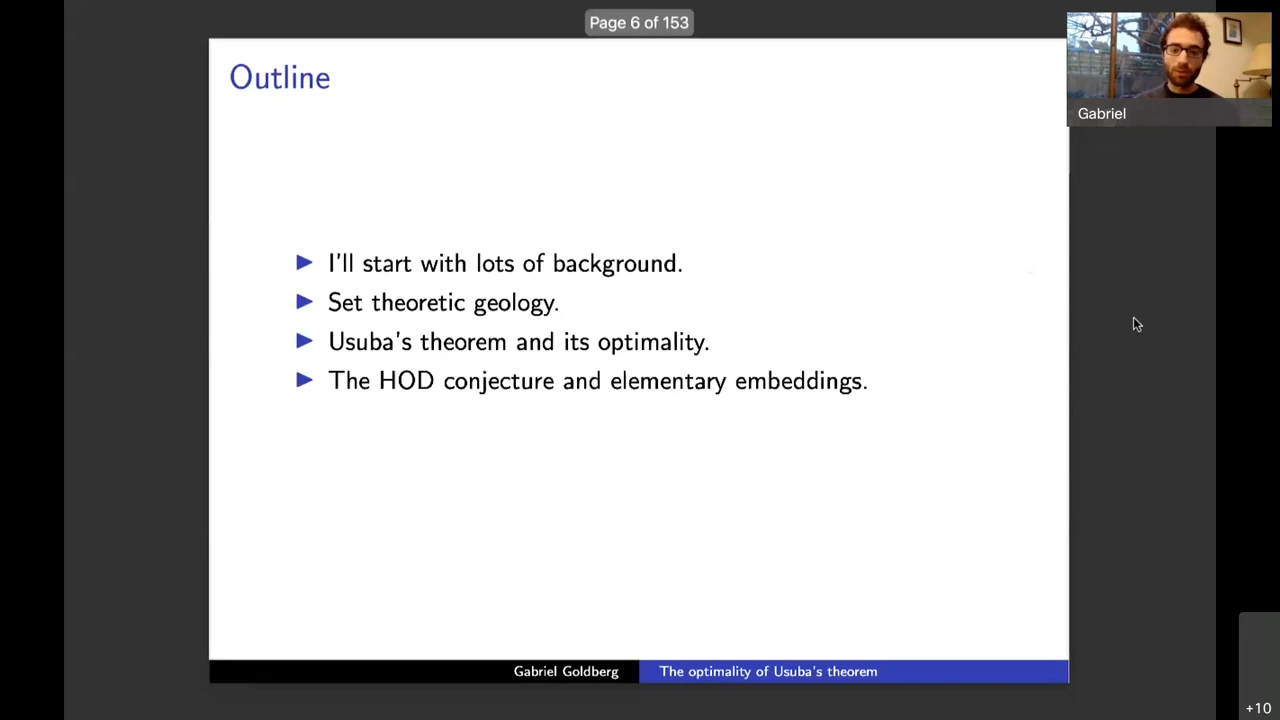 Page 6 of 153
Outline
Gabriel
I'll start with lots of background.
Set theoretic geology.
Usuba's theorem and its optimality.
The HOD conjecture and elementary embeddings.
Gabriel Goldberg
The optimality of Usuba's theorem
+10